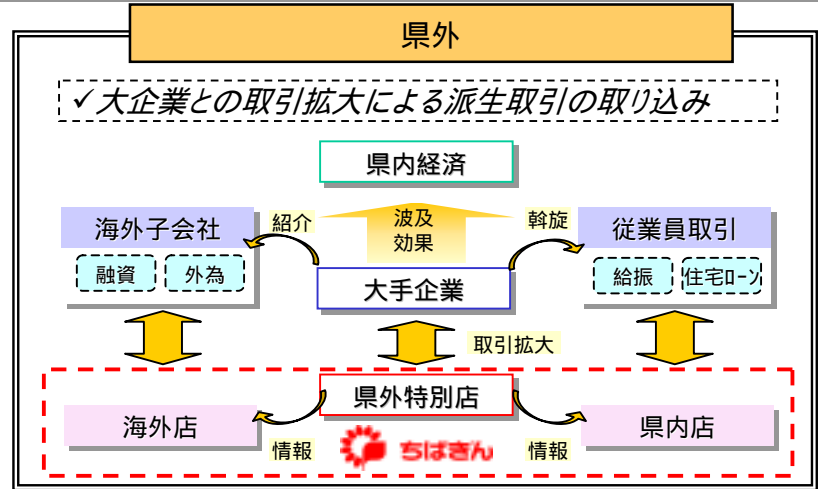 県外
✓大企業との取引拡大による派生取引の取り込み
県内経済
海外子会社
紹介
波及
効果
斡旋
従業員取引
融資
外為
大手企業
給振
住宅ローン
取引拡大
県外特別店
海外店
県内店
情報
ちばぎん
情報